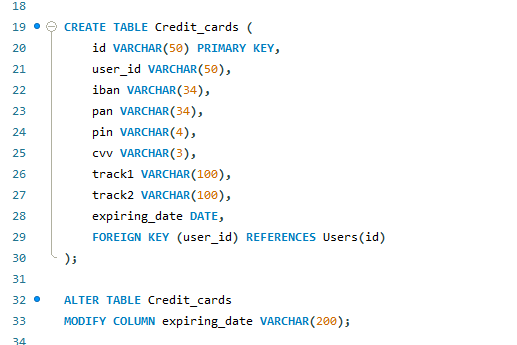 18
19 CREATE TABLE Credit_cards (
20 id VARCHAR(50) PRIMARY KEY,
21 user_id VARCHAR(50),
22 iban VARCHAR(34),
23 pan VARCHAR(34),
24 pin VARCHAR(4),
25 cvv VARCHAR(3),
26 track1 VARCHAR(100),
27 track2 VARCHAR(100),
28 expiring_date DATE,
29 FOREIGN KEY (user_id) REFERENCES Users(id)
30 );
31
32 ALTER TABLE Credit_cards
33 MODIFY COLUMN expiring_date VARCHAR(200);
34